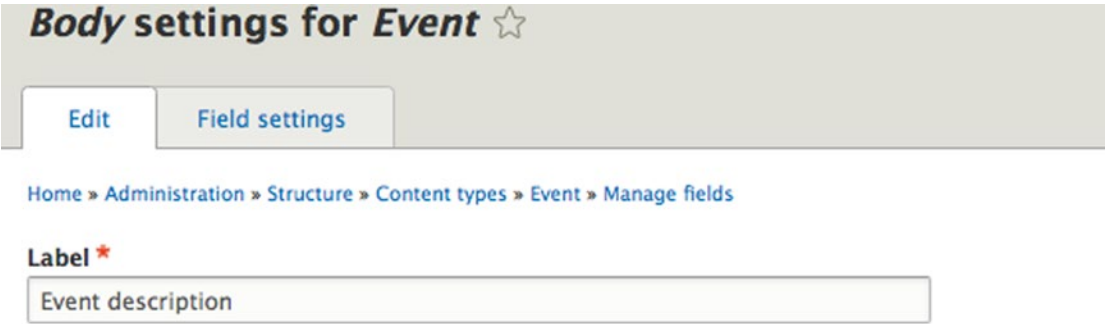 Body settings for Event
Edit Field settings
Home » Administration » Structure » Content types » Event » Manage fields
Label *
Event description